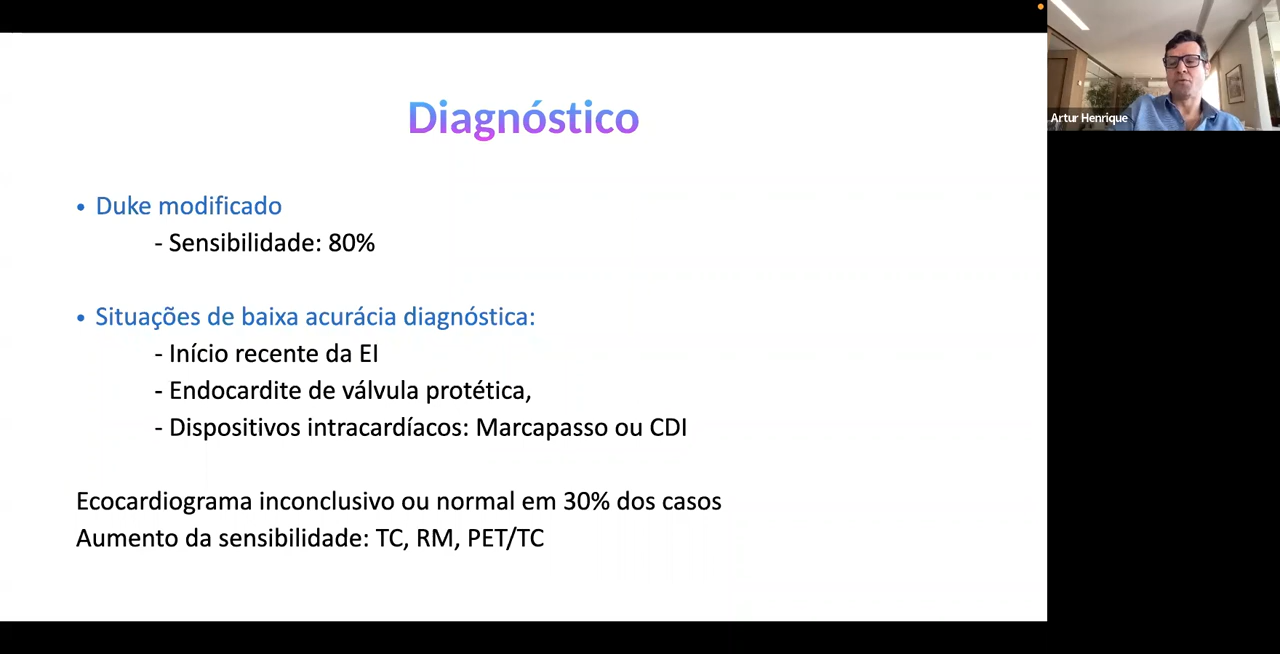 Diagnóstico
• Duke modificado
- Sensibilidade: 80%
• Situações de baixa acurácia diagnóstica:
- Início recente da EI
- Endocardite de válvula protética,
- Dispositivos intracardíacos: Marcapasso ou CDI
Ecocardiograma inconclusivo ou normal em 30% dos casos
Aumento da sensibilidade: TC, RM, PET/TC
Artur Henrique